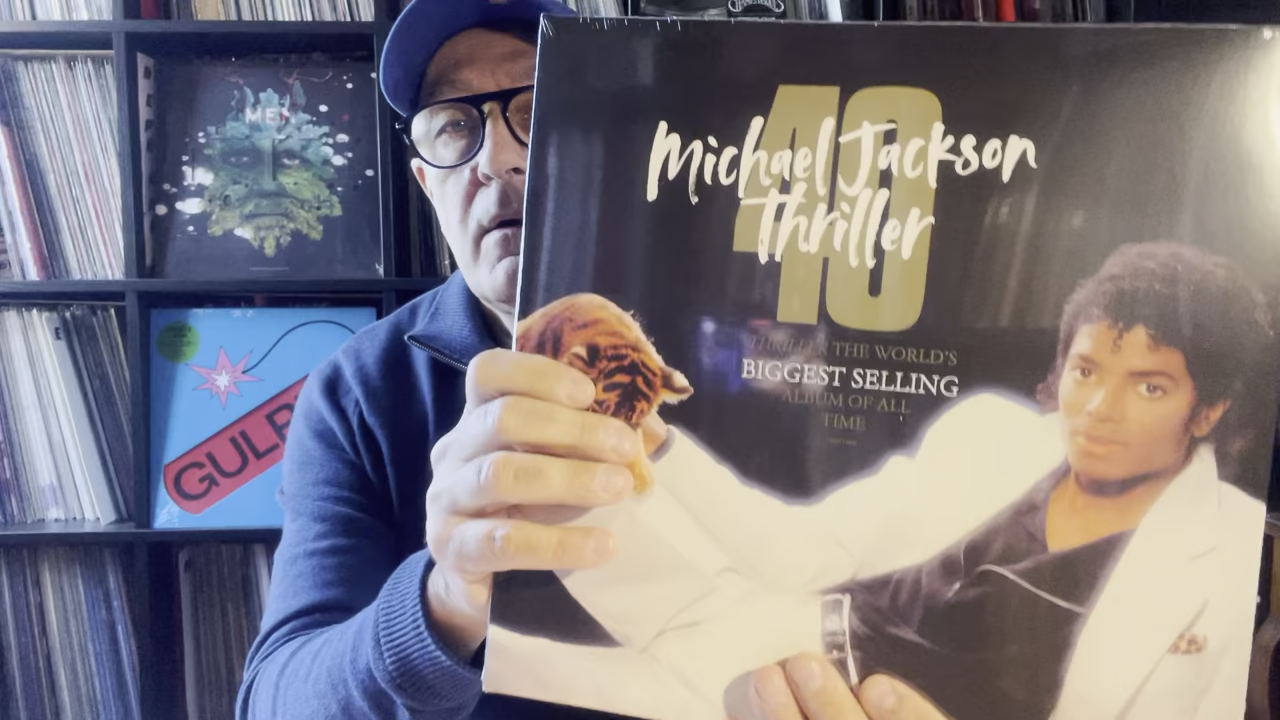 MEN
GULP
40
Michael Jackson
Thriller
THRILLER THE WORLD'S
BIGGEST SELLING
ALBUM OF ALL
TIME